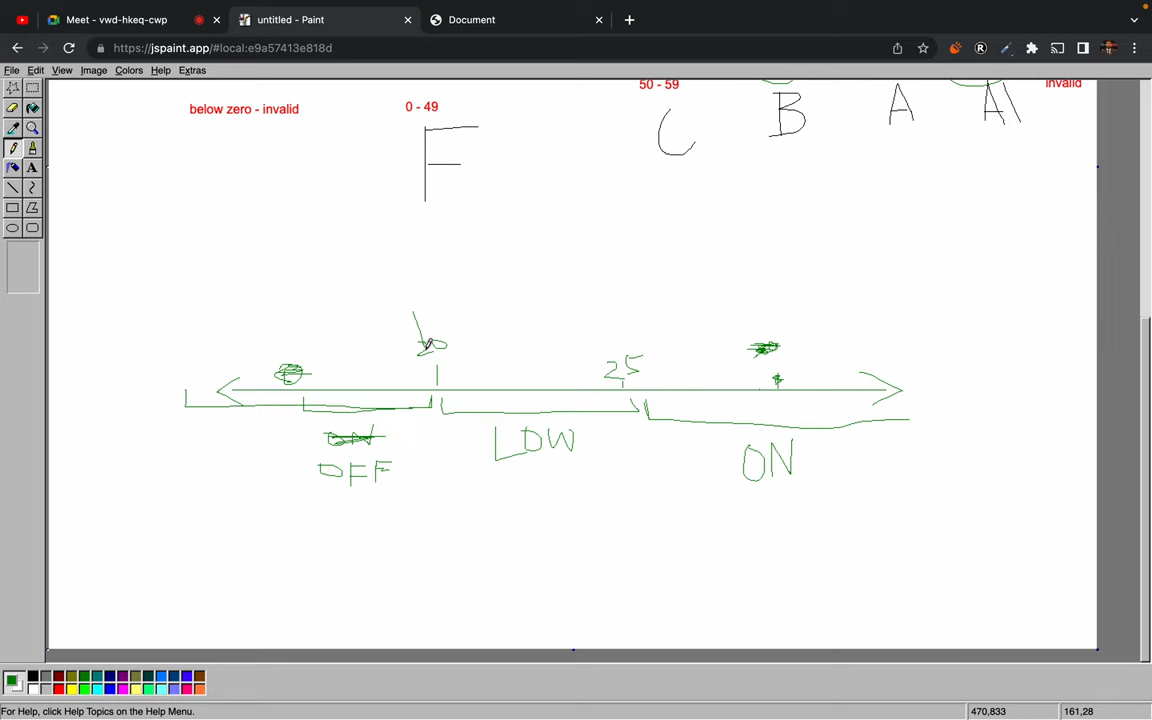 Meet - vwd-hkeq-cwp
untitled - Paint
Document
https://jspaint.app/#local:e9a57413e818d
File Edit View Image Colors Help Extras
50 - 59
invalid
below zero - invalid
0 - 49
F
C
B
A
A
25
OFF
LOW
ON
For Help, click Help Topics on the Help Menu.
470,833
161,28